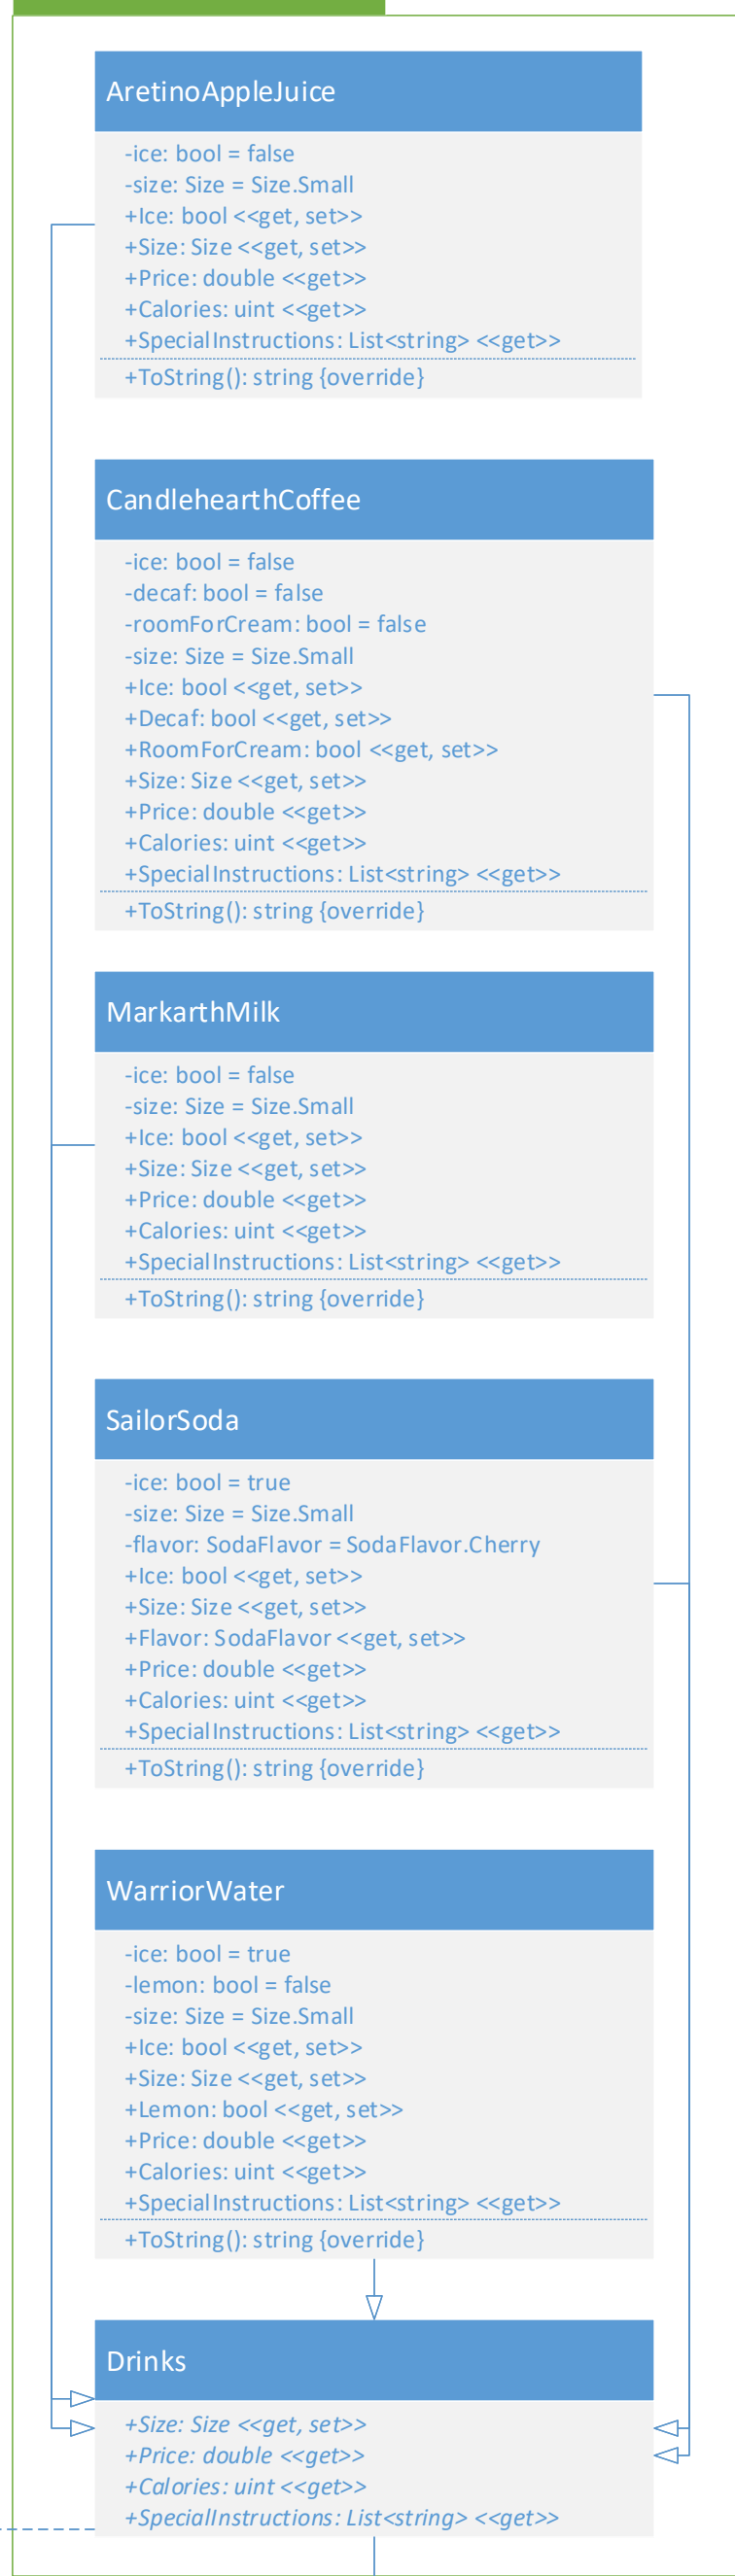 AretinoAppleJuice
-ice: bool = false
-size: Size = Size.Small
+Ice: bool <<get, set>>
+Size: Size <<get, set>>
+Price: double <<get>>
+Calories: uint <<get>>
+SpecialInstructions: List<string> <<get>>
+ToString(): string {override}
CandlehearthCoffee
-ice: bool = false
-decaf: bool = false
-roomForCream: bool = false
-size: Size = Size.Small
+Ice: bool <<get, set>>
+Decaf: bool <<get, set>>
+RoomForCream: bool <<get, set>>
+Size: Size <<get, set>>
+Price: double <<get>>
+Calories: uint <<get>>
+SpecialInstructions: List<string> <<get>>
+ToString(): string {override}
MarkarthMilk
-ice: bool = false
-size: Size = Size.Small
+Ice: bool <<get, set>>
+Size: Size <<get, set>>
+Price: double <<get>>
+Calories: uint <<get>>
+SpecialInstructions: List<string> <<get>>
+ToString(): string {override}
SailorSoda
-ice: bool = true
-size: Size = Size.Small
-flavor: SodaFlavor = SodaFlavor.Cherry
+Ice: bool <<get, set>>
+Size: Size <<get, set>>
+Flavor: SodaFlavor <<get, set>>
+Price: double <<get>>
+Calories: uint <<get>>
+SpecialInstructions: List<string> <<get>>
+ToString(): string {override}
WarriorWater
-ice: bool = true
-lemon: bool = false
-size: Size = Size.Small
+Ice: bool <<get, set>>
+Size: Size <<get, set>>
+Lemon: bool <<get, set>>
+Price: double <<get>>
+Calories: uint <<get>>
+SpecialInstructions: List<string> <<get>>
+ToString(): string {override}
Drinks
+Size: Size <<get, set>>
+Price: double <<get>>
+Calories: uint <<get>>
+SpecialInstructions: List<string> <<get>>